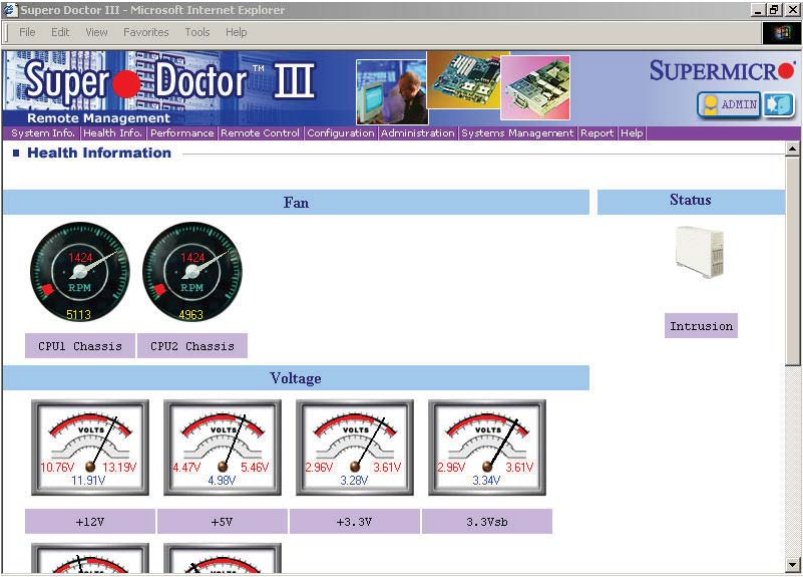 Supero Doctor III - Microsoft Internet Explorer
File Edit View Favorites Tools Help
Super Doctor™ III
SUPERMICR
Remote Management
ADMIN
System Info. Health Info. Performance Remote Control Configuration Administration Systems Management Report Help
Health Information
Fan Status
1424 1424
RPM RPM
5113 4963
CPU1 Chassis CPU2 Chassis
Intrusion
Voltage
VOLTS VOLTS VOLTS VOLTS
10.76V 13.19V 4.47V 5.46V 2.96V 3.61V 2.96V 3.61V
11.91V 4.98V 3.28V 3.34V
+12V +5V +3.3V 3.3Vsb